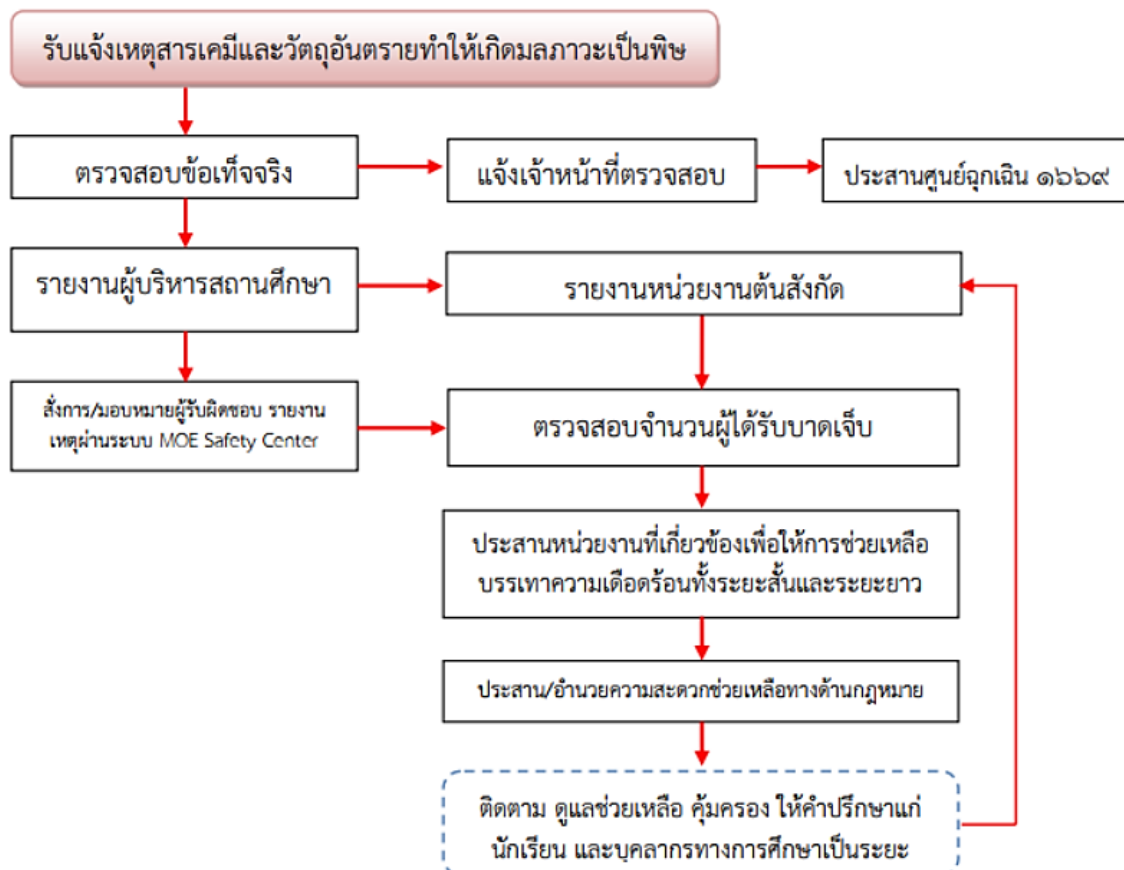 รับแจ้งเหตุสารเคมีและวัตถุอันตรายทำให้เกิดมลภาวะเป็นพิษ
ตรวจสอบข้อเท็จจริง
แจ้งเจ้าหน้าที่ตรวจสอบ
ประสานศูนย์ฉุกเฉิน ๑๖๖๙
รายงานผู้บริหารสถานศึกษา
รายงานหน่วยงานต้นสังกัด
สั่งการ/มอบหมายผู้รับผิดชอบ รายงาน
เหตุผ่านระบบ MOE Safety Center
ตรวจสอบจำนวนผู้ได้รับบาดเจ็บ
ประสานหน่วยงานที่เกี่ยวข้องเพื่อให้การช่วยเหลือ
บรรเทาความเดือดร้อนทั้งระยะสั้นและระยะยาว
ประสาน/อำนวยความสะดวกช่วยเหลือทางด้านกฎหมาย
ติดตาม ดูแลช่วยเหลือ คุ้มครอง ให้คำปรึกษาแก่
นักเรียน และบุคลากรทางการศึกษาเป็นระยะ